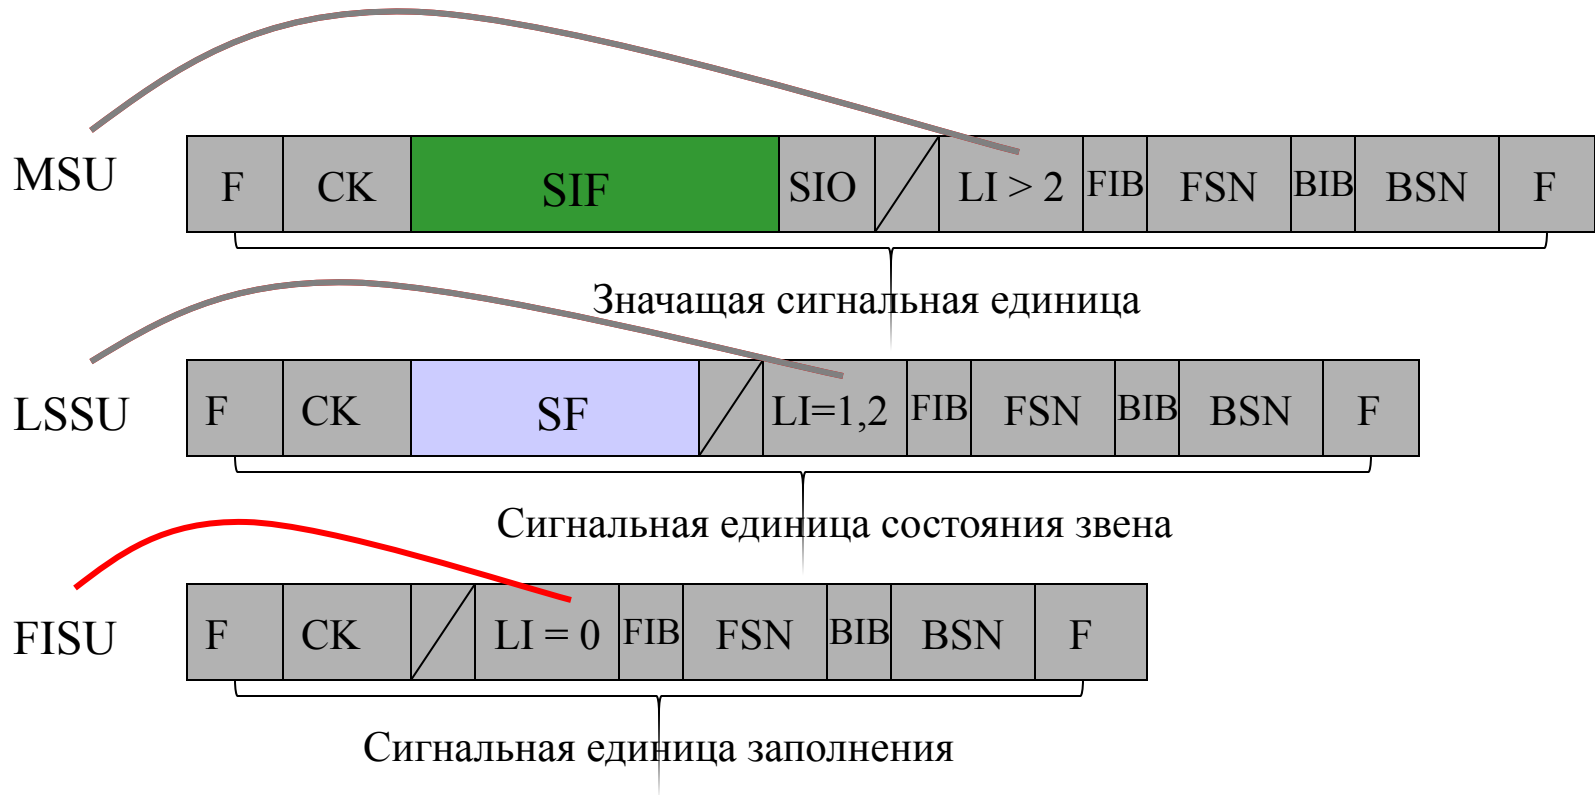 MSU F CK SIF SIO LI > 2 FIB FSN BIB BSN F
Значащая сигнальная единица
LSSU F CK SF LI=1,2 FIB FSN BIB BSN F
Сигнальная единица состояния звена
FISU F CK LI = 0 FIB FSN BIB BSN F
Сигнальная единица заполнения